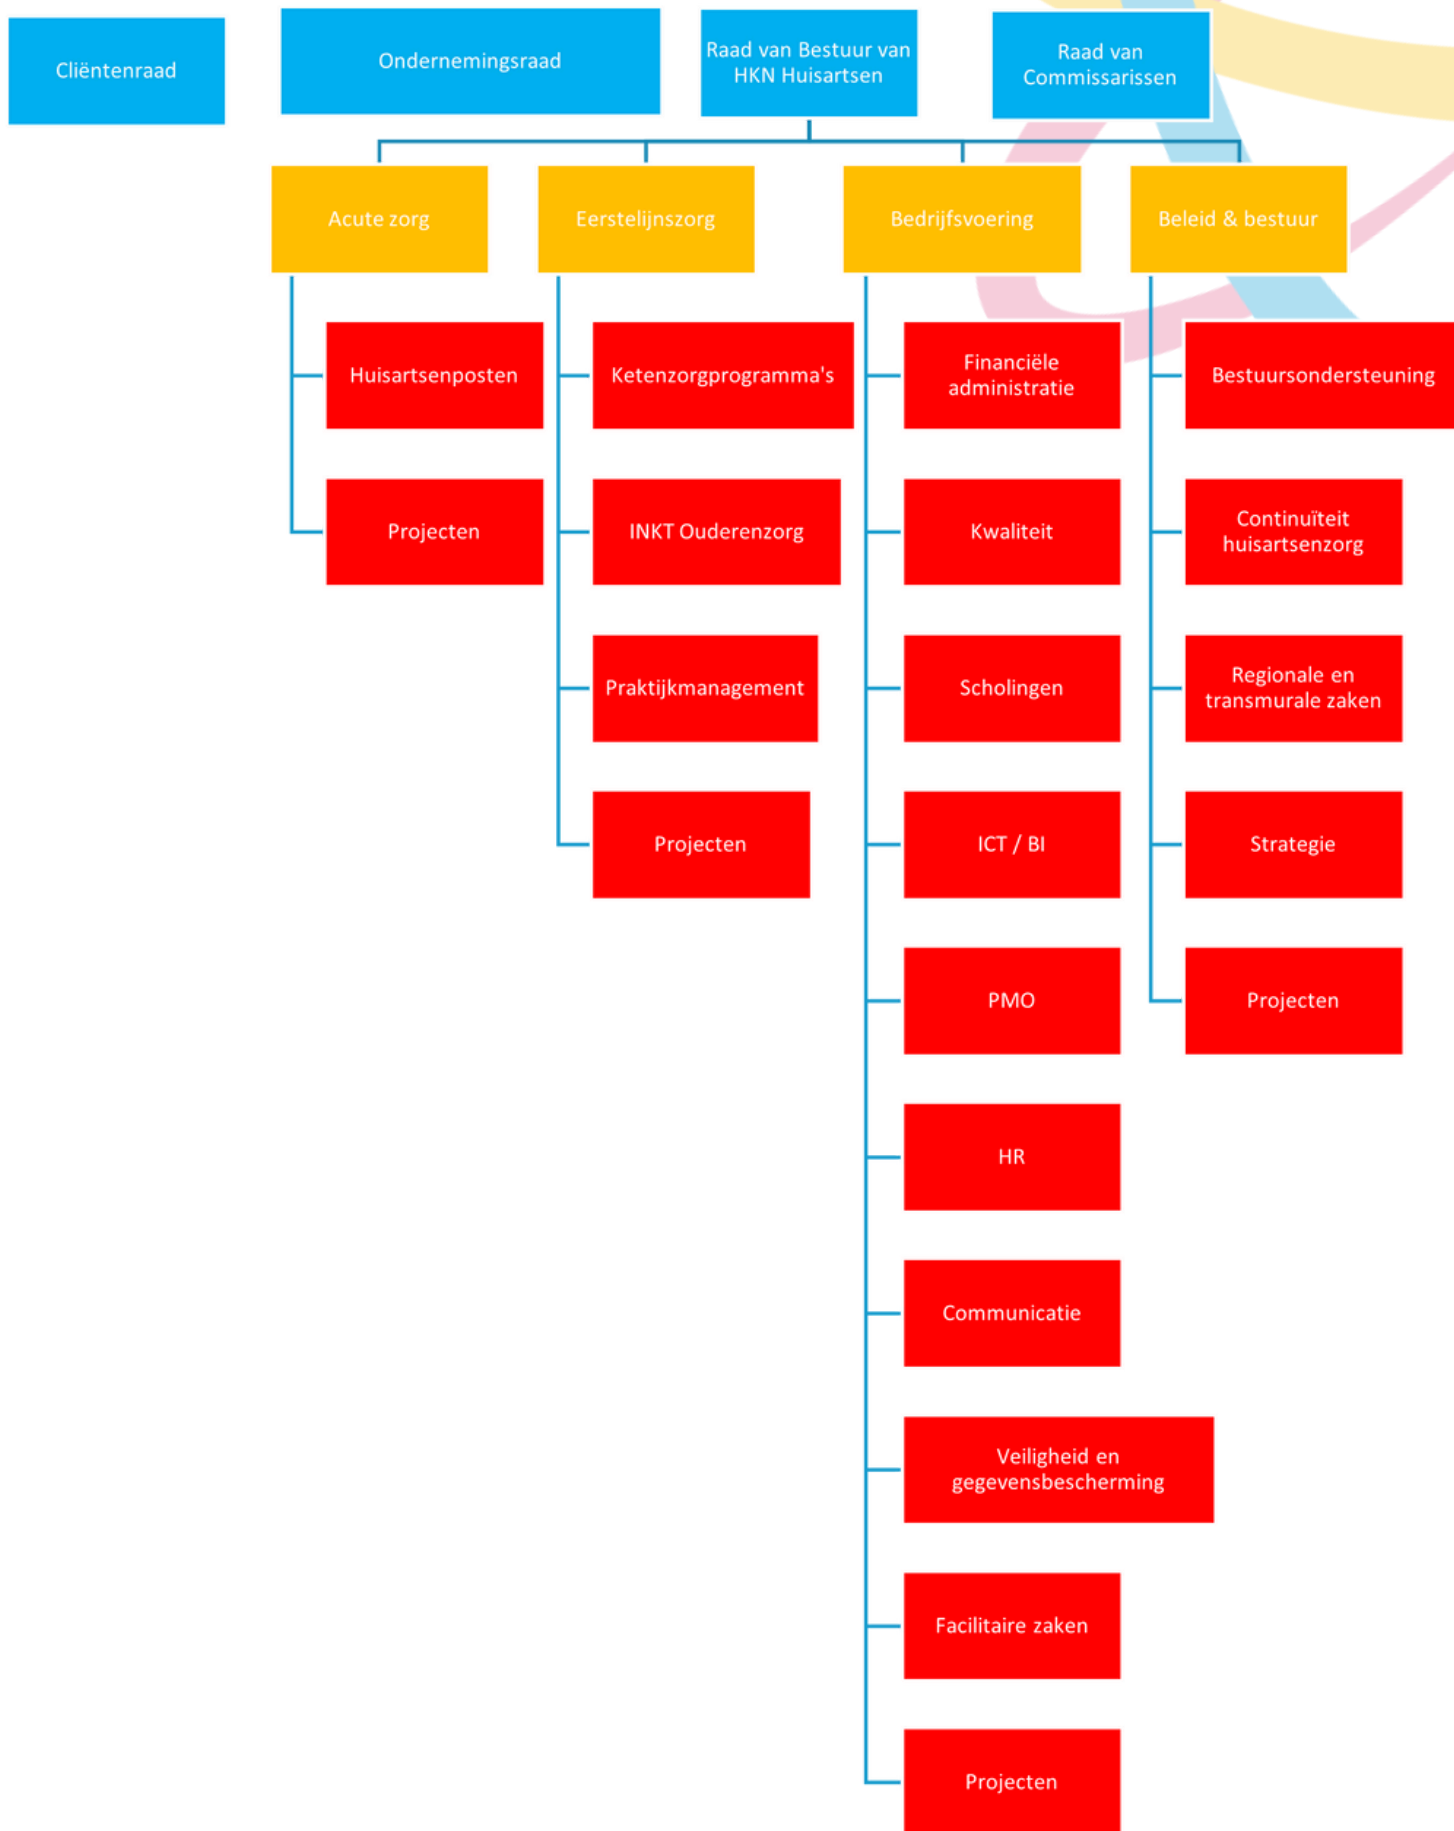 Cliëntenraad
Ondernemingsraad
Raad van Bestuur van
HKN Huisartsen
Raad van
Commissarissen
Acute zorg
Eerstelijnszorg
Bedrijfsvoering
Beleid & bestuur
Huisartsenposten
Projecten
Ketenzorgprogramma's
INKT Ouderenzorg
Praktijkmanagement
Projecten
Financiële
administratie
Kwaliteit
Scholingen
ICT / BI
PMO
HR
Communicatie
Veiligheid en
gegevensbescherming
Facilitaire zaken
Projecten
Bestuursondersteuning
Continuïteit
huisartsenzorg
Regionale en
transmurale zaken
Strategie
Projecten